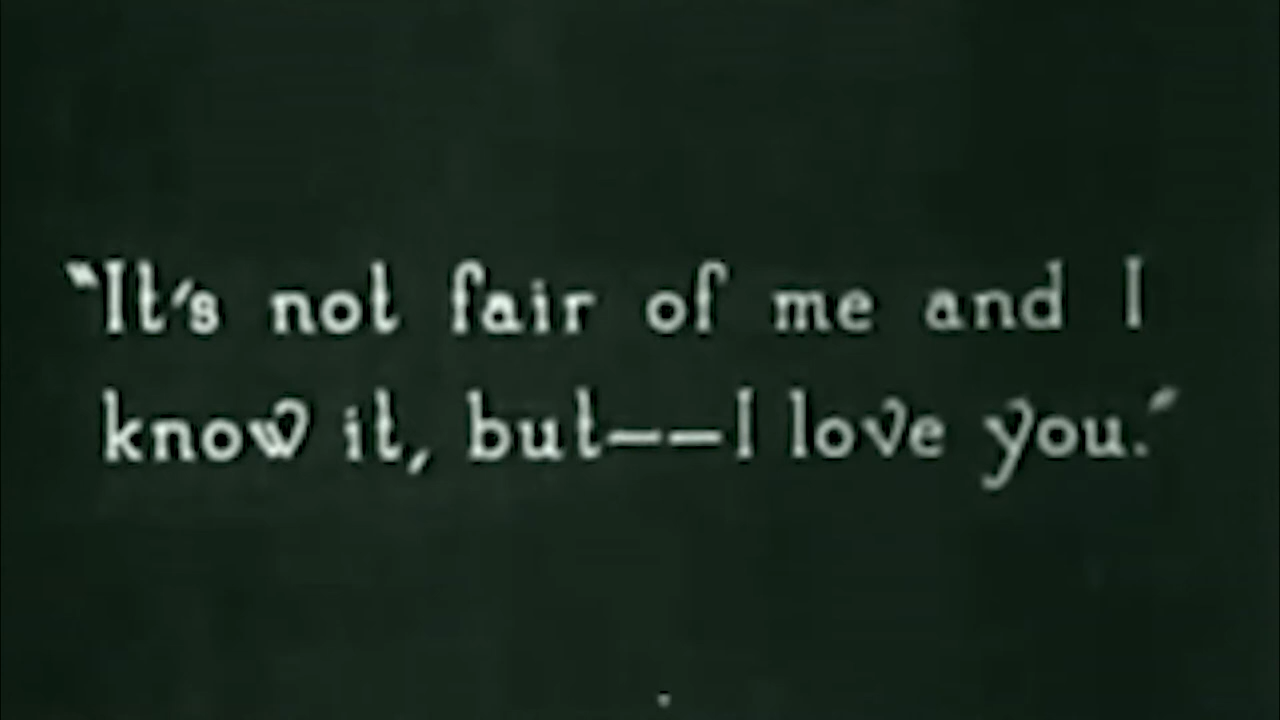 "It's not fair of me and I
know it, but--I love you."